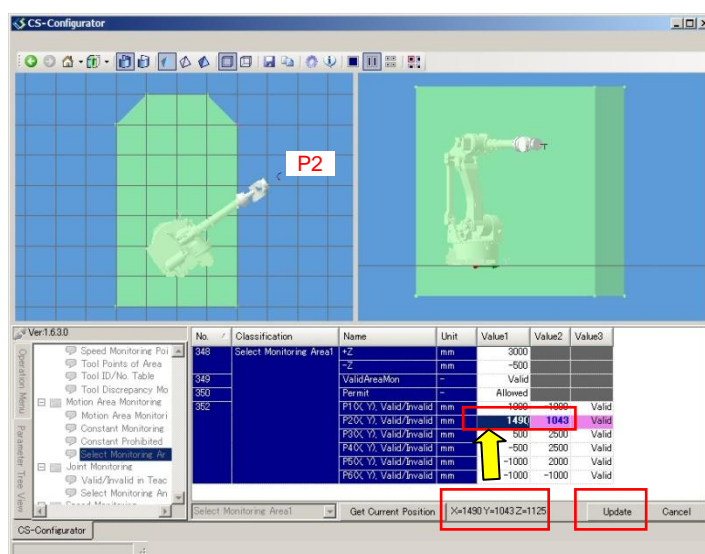 CS-Configurator
P2
Ver.1.6.3.0
Operation Menu
Parameter Tree View
Speed Monitoring Poi
Tool Points of Area
Tool ID/No. Table
Tool Discrepancy Mo
Motion Area Monitoring
Motion Area Monitori
Constant Monitoring
Constant Prohibited
Select Monitoring Ar
Joint Monitoring
Valid/Invalid in Teac
Select Monitoring An
No. Classification Name Unit Value1 Value2 Value3
348 Select Monitoring Area1 +Z mm 3000
-Z mm -500
349 ValidAreaMon - Valid
350 Permit - Allowed
352 P1(X, Y), Valid/Invalid mm -1000 -1000 Valid
P2(X, Y), Valid/Invalid mm 1490 1043 Valid
P3(X, Y), Valid/Invalid mm 500 2500 Valid
P4(X, Y), Valid/Invalid mm -500 2500 Valid
P5(X, Y), Valid/Invalid mm -1000 2000 Valid
P6(X, Y), Valid/Invalid mm -1000 -1000 Valid
Select Monitoring Area1 Get Current Position X=1490 Y=1043 Z=1125 Update Cancel
CS-Configurator